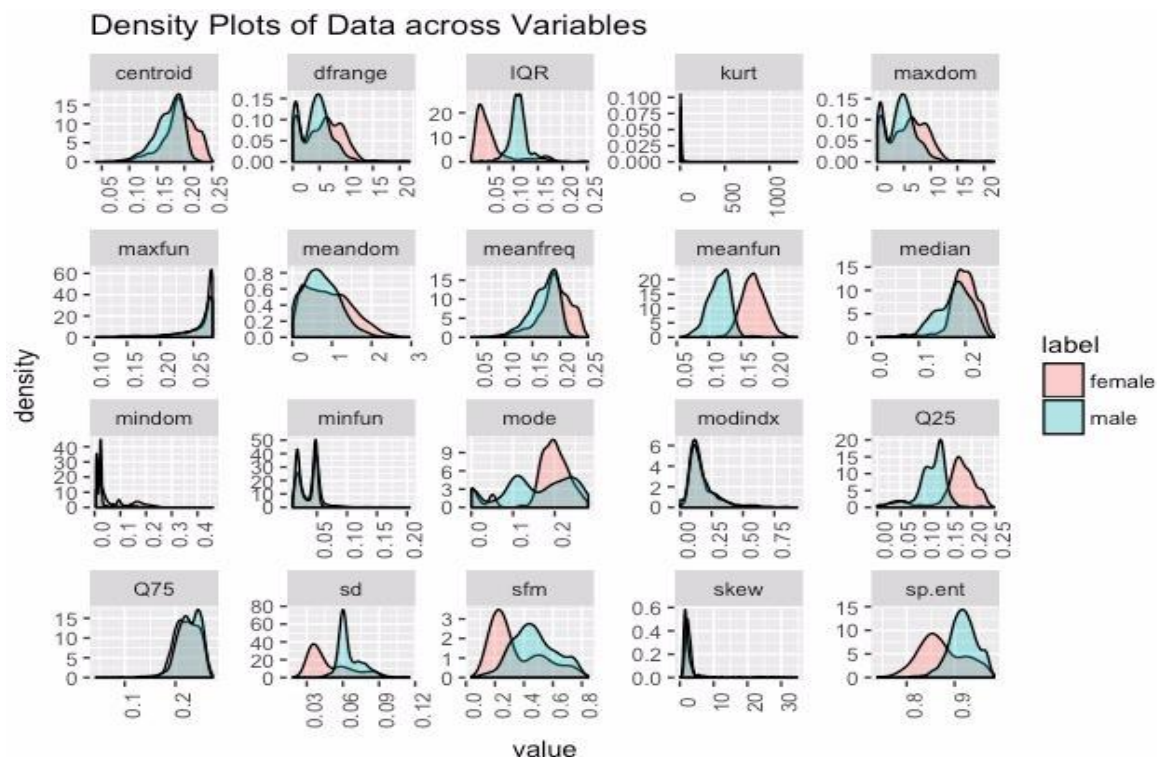 Density Plots of Data across Variables
centroid dfrange IQR kurt maxdom
15 10 5 0
0.15 0.10 0.05 0.00
20 10 0
0.100 0.075 0.050 0.025 0.000
0.15 0.10 0.05 0.00
0.05 0.10 0.15 0.20 0.25
0 5 10 20
0.05 0.10 0.15 0.20 0.25
0 500 1000
0 5 10 20
maxfun meandom meanfreq meanfun median
60 40 20 0
0.8 0.6 0.4 0.2 0.0
15 10 5 0
20 15 5 0
15 10 5 0
0.10 0.15 0.20 0.25
0 1 2 3
0.05 0.10 0.15 0.20 0.25
0.05 0.10 0.15 0.20
0.0 0.1 0.2
density
label
female
male
mindom minfun mode modindx Q25
40 30 20 10 0
50 40 30 20 10 0
9 6 3 0
6 4 2 0
20 15 10 5 0
0.0 0.1 0.2 0.3 0.4
0.05 0.10 0.15 0.20
0.0 0.1 0.2
0.00 0.25 0.50 0.75
0.00 0.05 0.10 0.15 0.20 0.25
Q75 sd sfm skew sp.ent
15 10 5 0
80 60 40 20 0
3 2 1 0
0.6 0.4 0.2 0.0
15 10 5 0
0.1 0.2
0.03 0.06 0.09 0.12
0.0 0.2 0.4 0.6 0.8
0 10 20 30
0.8 0.9
value